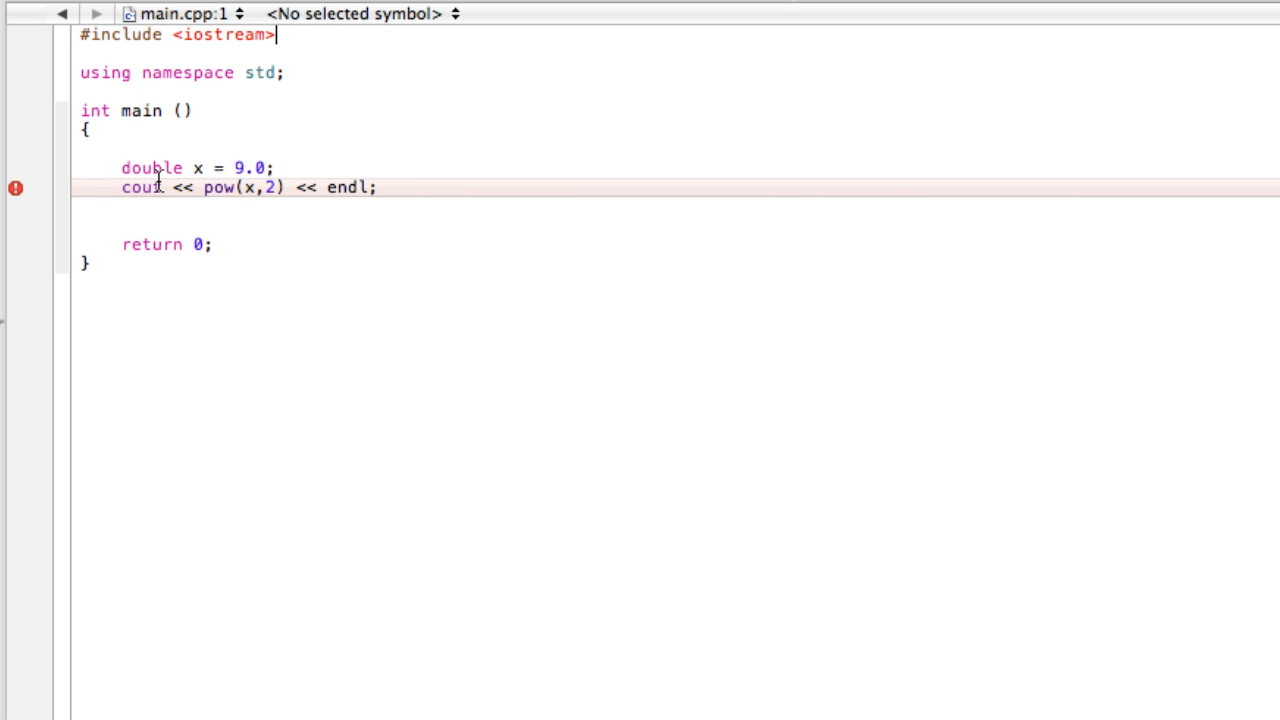 main.cpp:1 <No selected symbol>
#include <iostream>
using namespace std;
int main ()
{
double x = 9.0;
cout << pow(x,2) << endl;
return 0;
}